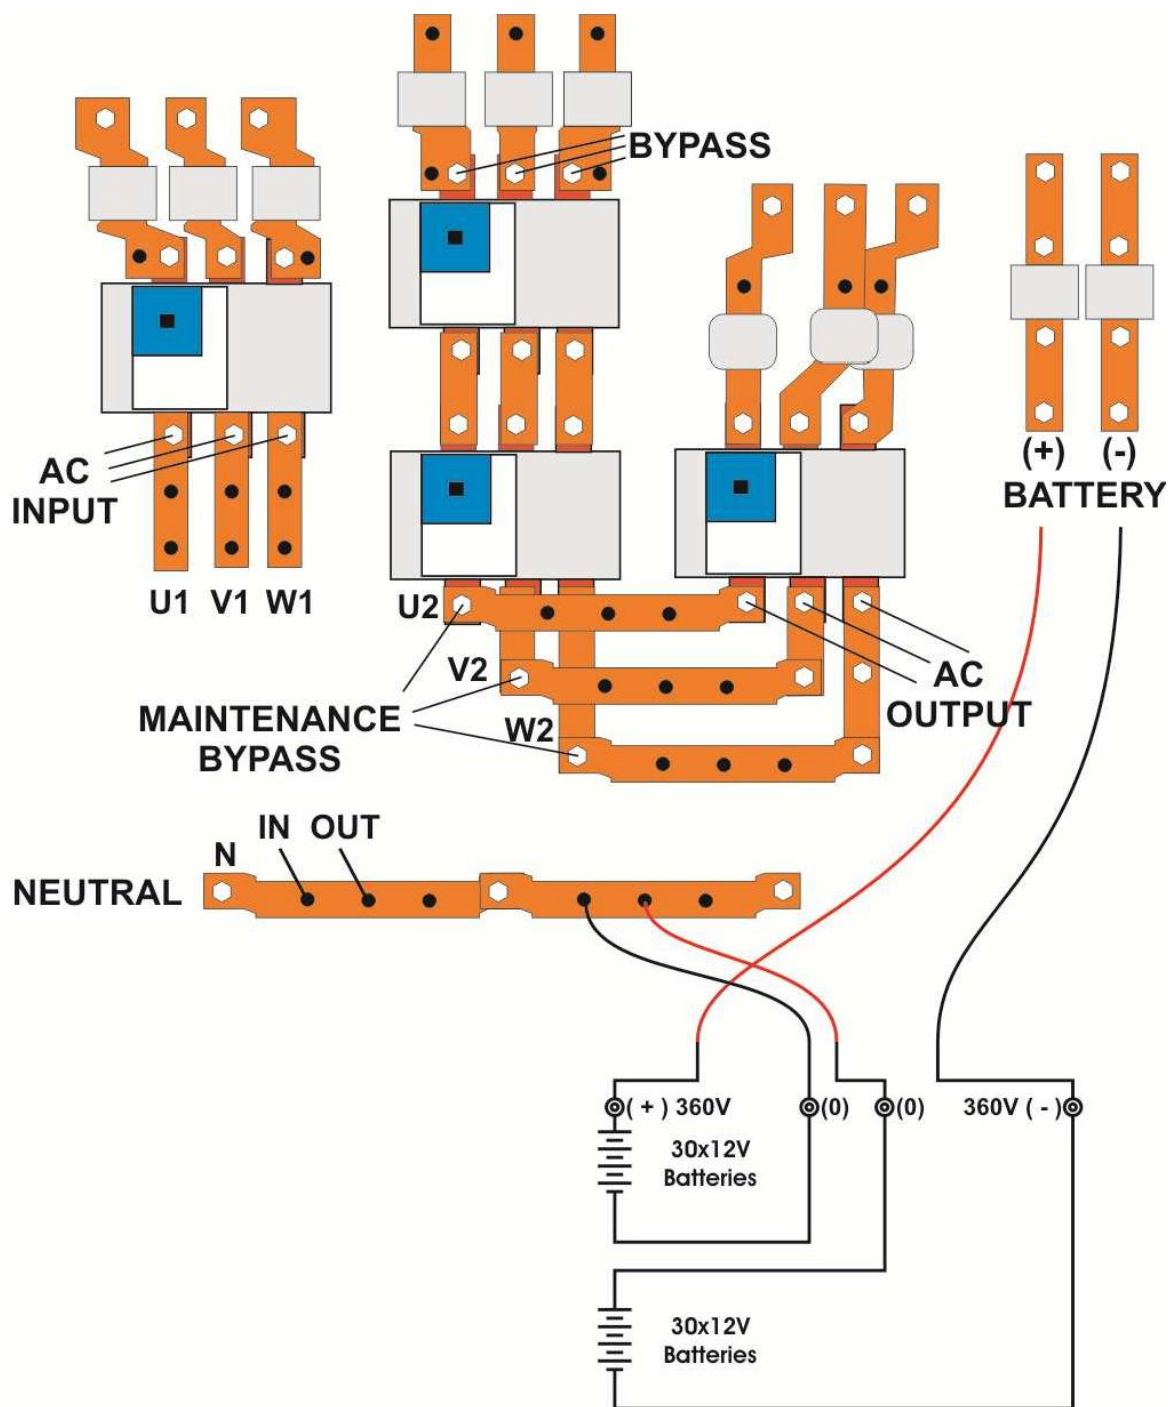 BYPASS
AC
INPUT
U1 V1 W1
(+) (-)
BATTERY
U2
V2
W2
MAINTENANCE
BYPASS
AC
OUTPUT
IN OUT
N
NEUTRAL
( + ) 360V (0) (0) 360V ( - )
30x12V
Batteries
30x12V
Batteries